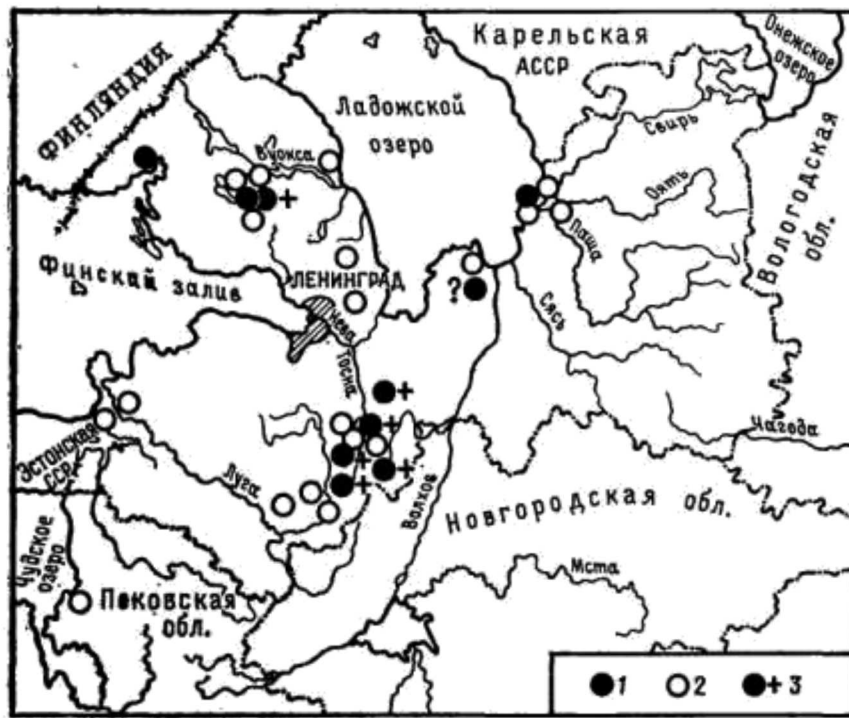 ФИНЛЯНДИЯ
Карельская
АССР
Онежское
озеро
Ладожской
озеро
Вуокса
Свирь
Оять
Паша
Вологодская
обл.
Финский залив
ЛЕНИНГРАД
Нева
Тосна
?
Сясь
+
+
+
+
+
+
Чагода
Эстонская
ССР
Луга
Волхов
Новгородская обл.
Чудское
озеро
Псковская
обл.
Мста
1 2 + 3